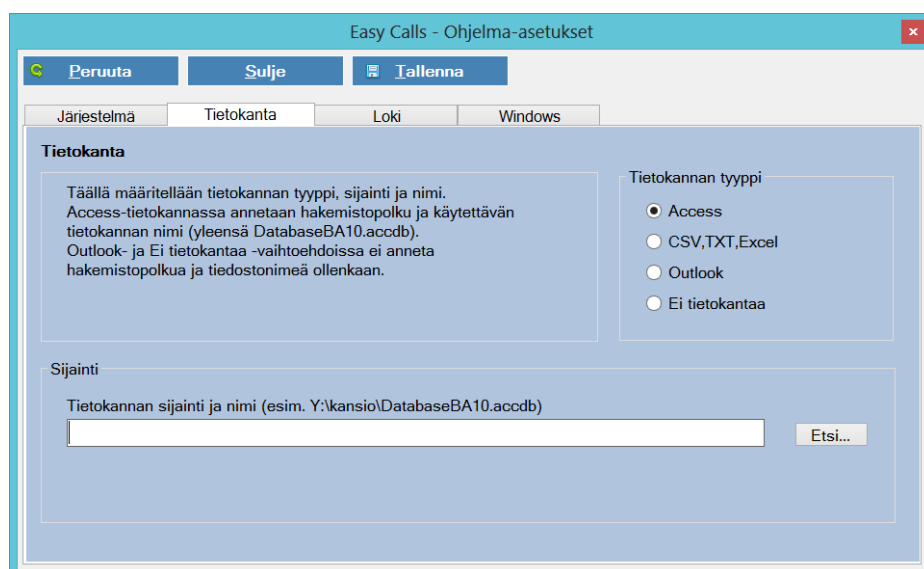 Easy Calls - Ohjelma-asetukset
Peruuta Sulje Tallenna
Järjestelmä Tietokanta Loki Windows
Tietokanta
Täällä määritellään tietokannan tyyppi, sijainti ja nimi.
Access-tietokannassa annetaan hakemistopolku ja käytettävän
tietokannan nimi (yleensä DatabaseBA10.accdb).
Outlook- ja Ei tietokantaa -vaihtoehdoissa ei anneta
hakemistopolkua ja tiedostonimeä ollenkaan.
Tietokannan tyyppi
Access
CSV,TXT,Excel
Outlook
Ei tietokantaa
Sijainti
Tietokannan sijainti ja nimi (esim. Y:\kansio\DatabaseBA10.accdb)
Etsi...